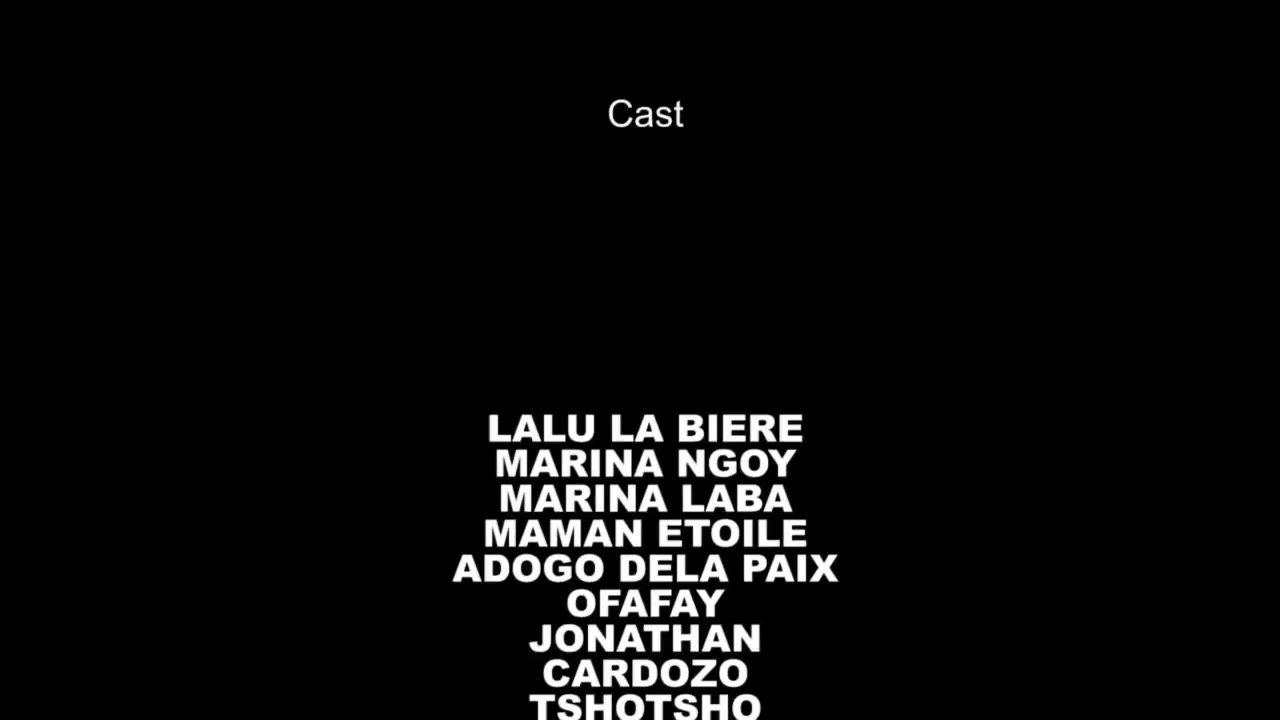 Cast
LALU LA BIERE
MARINA NGOY
MARINA LABA
MAMAN ETOILE
ADOGO DELA PAIX
OFAFAY
JONATHAN
CARDOZO
TSHOTSHO